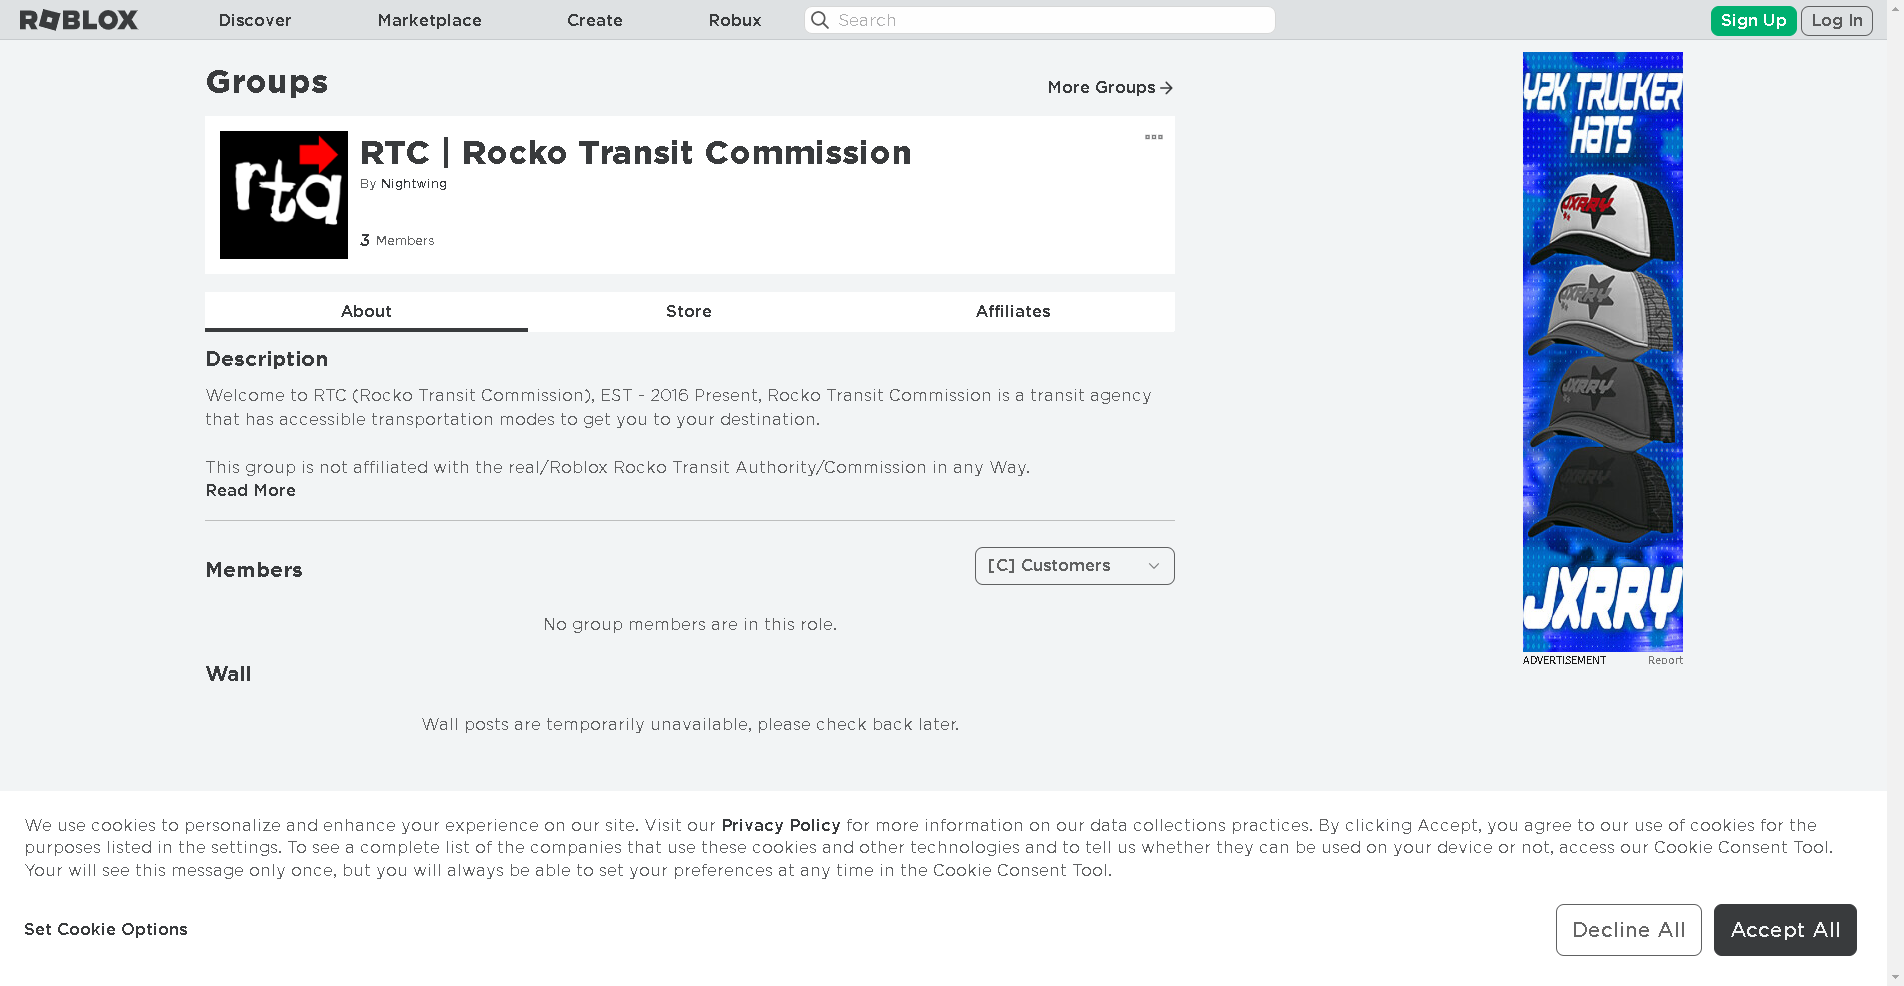 ROBLOX
Discover
Marketplace
Create
Robux
Search
Sign Up
Log In
Groups
More Groups
rta
RTC | Rocko Transit Commission
By Nightwing
3 Members
About
Store
Affiliates
Description
Welcome to RTC (Rocko Transit Commission), EST - 2016 Present, Rocko Transit Commission is a transit agency
that has accessible transportation modes to get you to your destination.
This group is not affiliated with the real/Roblox Rocko Transit Authority/Commission in any Way.
Read More
Members
[C] Customers
No group members are in this role.
Wall
Wall posts are temporarily unavailable, please check back later.
Y2K TRUCKER
HATS
JXRRY
JXRRY
JXRRY
JXRRY
ADVERTISEMENT
Report
We use cookies to personalize and enhance your experience on our site. Visit our Privacy Policy for more information on our data collections practices. By clicking Accept, you agree to our use of cookies for the
purposes listed in the settings. To see a complete list of the companies that use these cookies and other technologies and to tell us whether they can be used on your device or not, access our Cookie Consent Tool.
Your will see this message only once, but you will always be able to set your preferences at any time in the Cookie Consent Tool.
Set Cookie Options
Decline All
Accept All